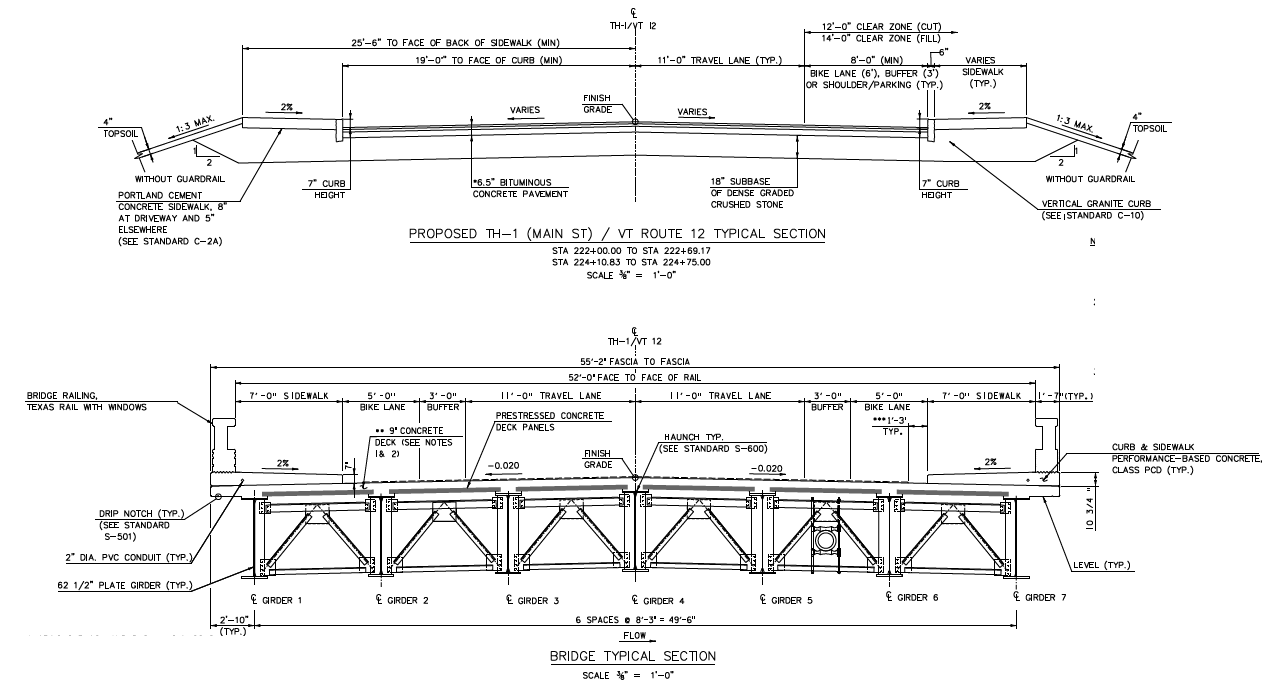 ℄
TH-1/VT 12
12'-0" CLEAR ZONE (CUT)
14'-0" CLEAR ZONE (FILL)
25'-6" TO FACE OF BACK OF SIDEWALK (MIN)
6"
19'-0" TO FACE OF CURB (MIN)
11'-0" TRAVEL LANE (TYP.)
8'-0" (MIN)
BIKE LANE (6'), BUFFER (3')
OR SHOULDER/PARKING (TYP.)
VARIES
SIDEWALK
(TYP.)
FINISH
GRADE
2%
VARIES
VARIES
2%
4"
TOPSOIL
1:3 MAX.
1:3 MAX.
4"
TOPSOIL
1
2
1
2
WITHOUT GUARDRAIL
WITHOUT GUARDRAIL
7" CURB
HEIGHT
*6.5" BITUMINOUS
CONCRETE PAVEMENT
18" SUBBASE
OF DENSE GRADED
CRUSHED STONE
7" CURB
HEIGHT
PORTLAND CEMENT
CONCRETE SIDEWALK, 8"
AT DRIVEWAY AND 5"
ELSEWHERE
(SEE STANDARD C-2A)
VERTICAL GRANITE CURB
(SEE STANDARD C-10)
PROPOSED TH-1 (MAIN ST) / VT ROUTE 12 TYPICAL SECTION
STA 222+00.00 TO STA 222+69.17
STA 224+10.83 TO STA 224+75.00
SCALE ⅜" = 1'-0"
N
℄
TH-1/VT 12
55'-2" FASCIA TO FASCIA
52'-0" FACE TO FACE OF RAIL
BRIDGE RAILING,
TEXAS RAIL WITH WINDOWS
7'-0" SIDEWALK
5'-0"
BIKE LANE
3'-0"
BUFFER
11'-0" TRAVEL LANE
11'-0" TRAVEL LANE
3'-0"
BUFFER
5'-0"
BIKE LANE
7'-0" SIDEWALK
1'-7"(TYP.)
PRESTRESSED CONCRETE
DECK PANELS
** 9" CONCRETE
DECK (SEE NOTES
1& 2)
HAUNCH TYP.
(SEE STANDARD S-600)
***1'-3"
TYP.
CURB & SIDEWALK
PERFORMANCE-BASED CONCRETE,
CLASS PCD (TYP.)
FINISH
GRADE
2%
7"
-0.020
-0.020
2%
10 3/4 "
DRIP NOTCH (TYP.)
(SEE STANDARD
S-501)
2" DIA. PVC CONDUIT (TYP.)
62 1/2" PLATE GIRDER (TYP.)
LEVEL (TYP.)
℄ GIRDER 1
℄ GIRDER 2
℄ GIRDER 3
℄ GIRDER 4
℄ GIRDER 5
℄ GIRDER 6
℄ GIRDER 7
2'-10"
(TYP.)
6 SPACES @ 8'-3" = 49'-6"
FLOW
BRIDGE TYPICAL SECTION
SCALE ⅜" = 1'-0"